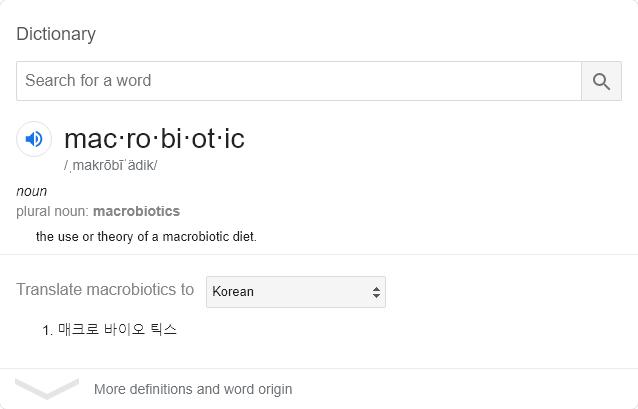 Dictionary
Search for a word
mac·ro·bi·ot·ic
/ˌmakrōbīˈädik/
noun
plural noun: macrobiotics
the use or theory of a macrobiotic diet.
Translate macrobiotics to Korean
1. 매크로 바이오 틱스
More definitions and word origin